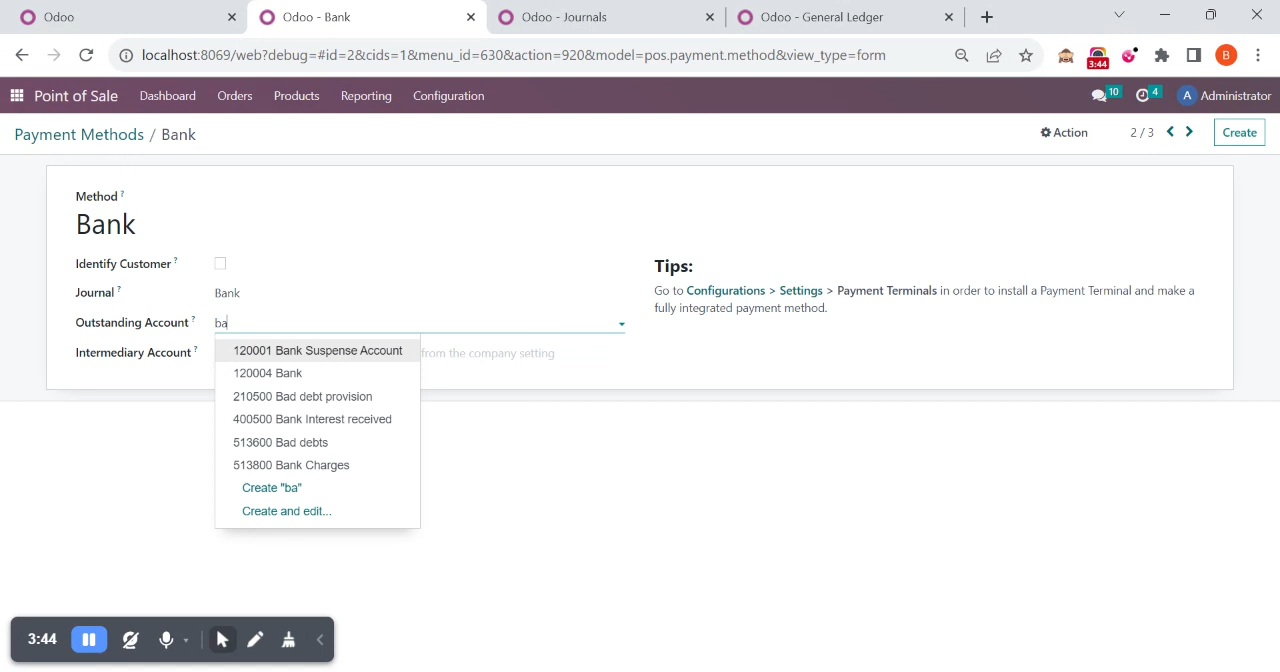 Odoo
Odoo - Bank
Odoo - Journals
Odoo - General Ledger
localhost:8069/web?debug=#id=2&cids=1&menu_id=630&action=920&model=pos.payment.method&view_type=form
3:44
B
Point of Sale Dashboard Orders Products Reporting Configuration 10 4 A Administrator
Payment Methods / Bank Action 2 / 3 Create
Method ?
Bank
Identify Customer ?
Journal ? Bank
Outstanding Account ? ba
Intermediary Account ? from the company setting
Tips:
Go to Configurations > Settings > Payment Terminals in order to install a Payment Terminal and make a
fully integrated payment method.
120001 Bank Suspense Account
120004 Bank
210500 Bad debt provision
400500 Bank Interest received
513600 Bad debts
513800 Bank Charges
Create "ba"
Create and edit...
3:44